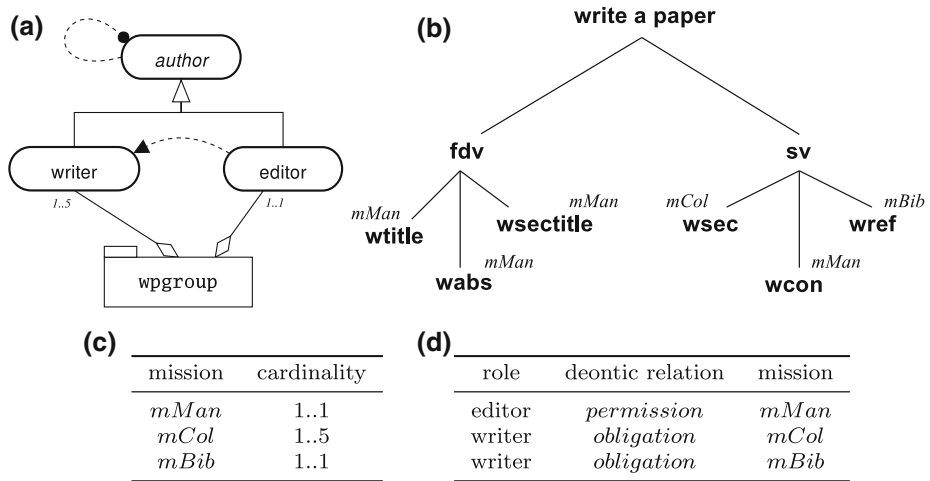 (a)
author
writer
editor
1..5
1..1
wpgroup
(b)
write a paper
fdv
sv
mMan
wtitle
mMan
wsectitle
mMan
wabs
mCol
wsec
mBib
wref
mMan
wcon
(c)
mission cardinality
mMan 1..1
mCol 1..5
mBib 1..1
(d)
role deontic relation mission
editor permission mMan
writer obligation mCol
writer obligation mBib